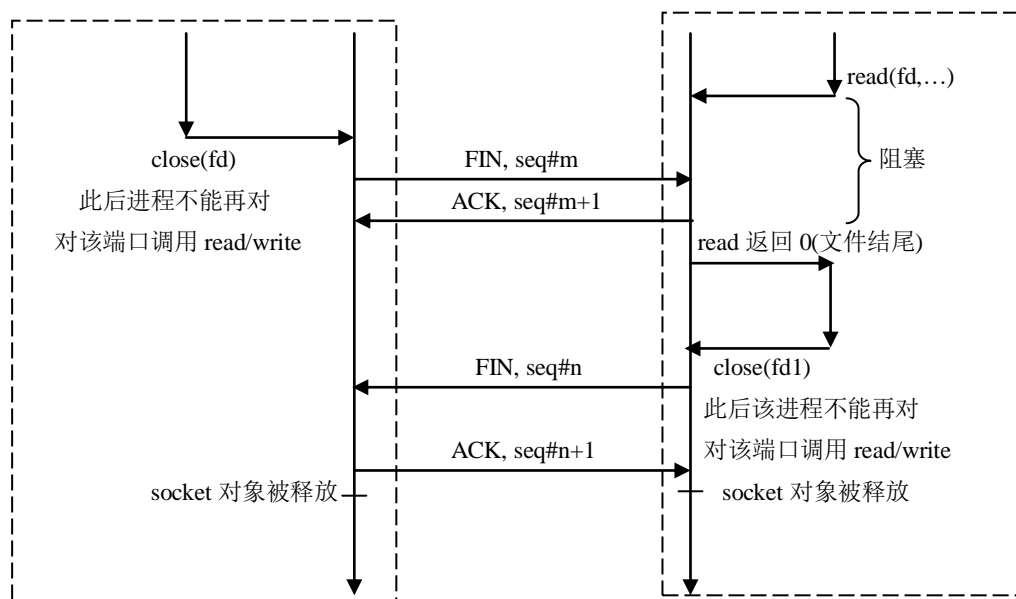 read(fd,…)
close(fd)
FIN, seq#m
阻塞
此后进程不能再对
ACK, seq#m+1
对该端口调用 read/write
read 返回 0(文件结尾)
close(fd1)
FIN, seq#n
此后该进程不能再对
ACK, seq#n+1
对该端口调用 read/write
socket 对象被释放
socket 对象被释放